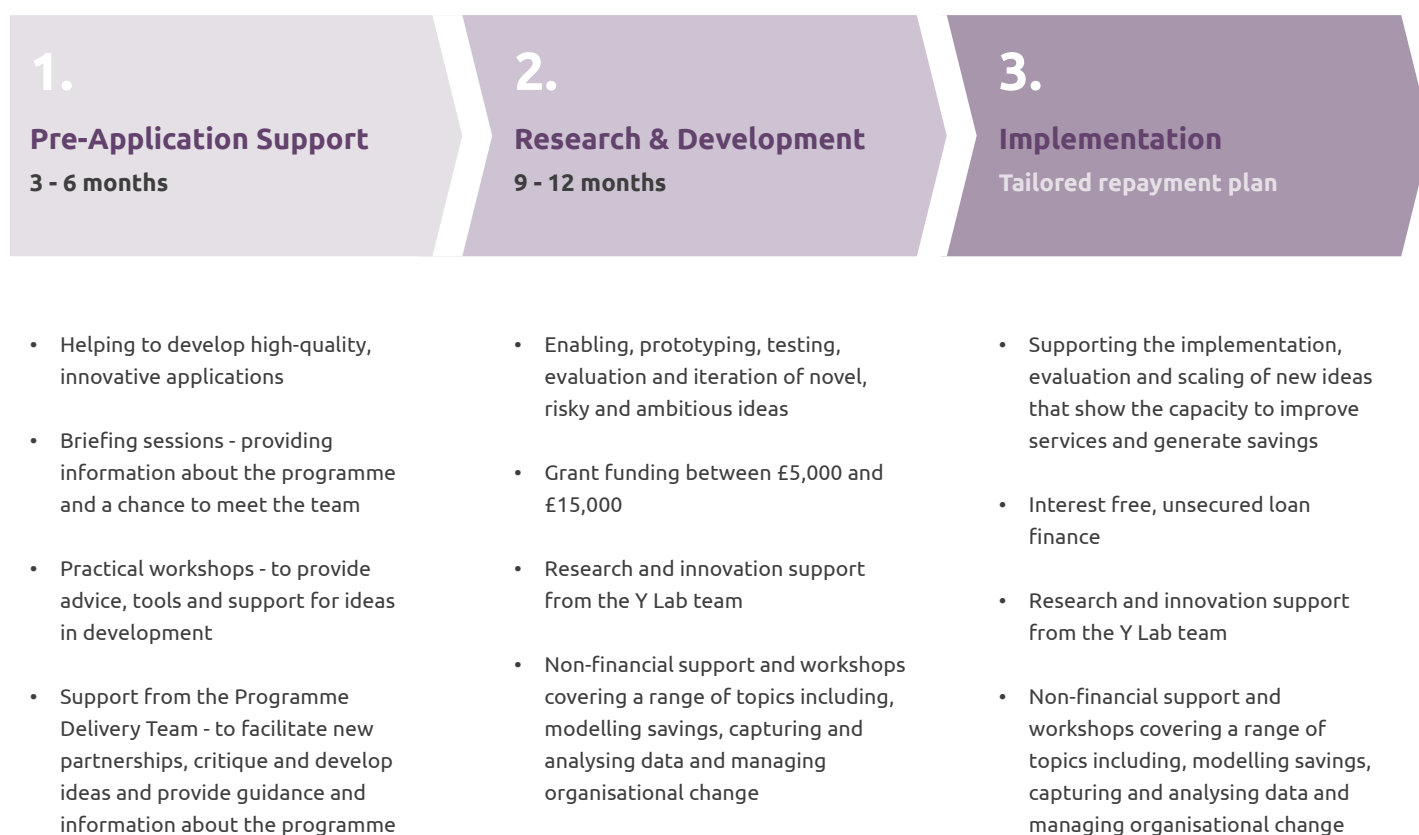 1.
Pre-Application Support
3 - 6 months
• Helping to develop high-quality,
innovative applications
• Briefing sessions - providing
information about the programme
and a chance to meet the team
• Practical workshops - to provide
advice, tools and support for ideas
in development
• Support from the Programme
Delivery Team - to facilitate new
partnerships, critique and develop
ideas and provide guidance and
information about the programme
2.
Research & Development
9 - 12 months
• Enabling, prototyping, testing,
evaluation and iteration of novel,
risky and ambitious ideas
• Grant funding between £5,000 and
£15,000
• Research and innovation support
from the Y Lab team
• Non-financial support and workshops
covering a range of topics including,
modelling savings, capturing and
analysing data and managing
organisational change
3.
Implementation
Tailored repayment plan
• Supporting the implementation,
evaluation and scaling of new ideas
that show the capacity to improve
services and generate savings
• Interest free, unsecured loan
finance
• Research and innovation support
from the Y Lab team
• Non-financial support and
workshops covering a range of
topics including, modelling savings,
capturing and analysing data and
managing organisational change